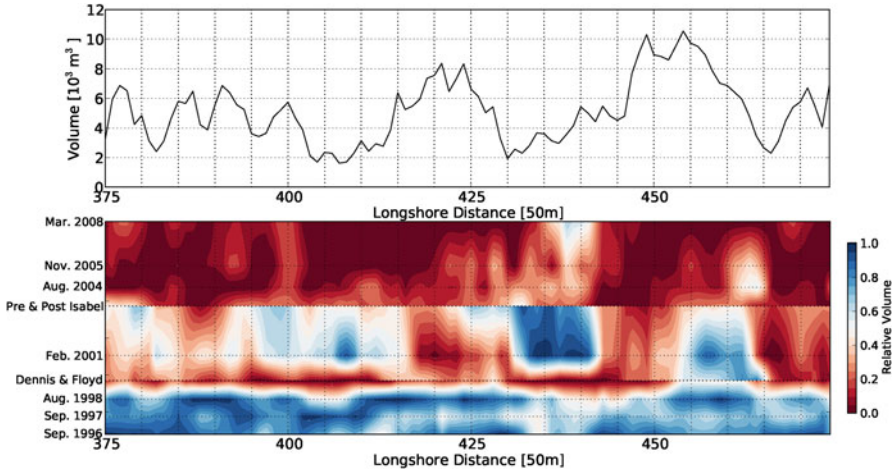 12
10
8
6
4
2
0
Volume [10³ m³]
375 400 425 450
Longshore Distance [50m]
Mar. 2008
Nov. 2005
Aug. 2004
Pre & Post Isabel
Feb. 2001
Dennis & Floyd
Aug. 1998
Sep. 1997
Sep. 1996
375 400 425 450
Longshore Distance [50m]
1.0
0.8
0.6
0.4
0.2
0.0
Relative Volume